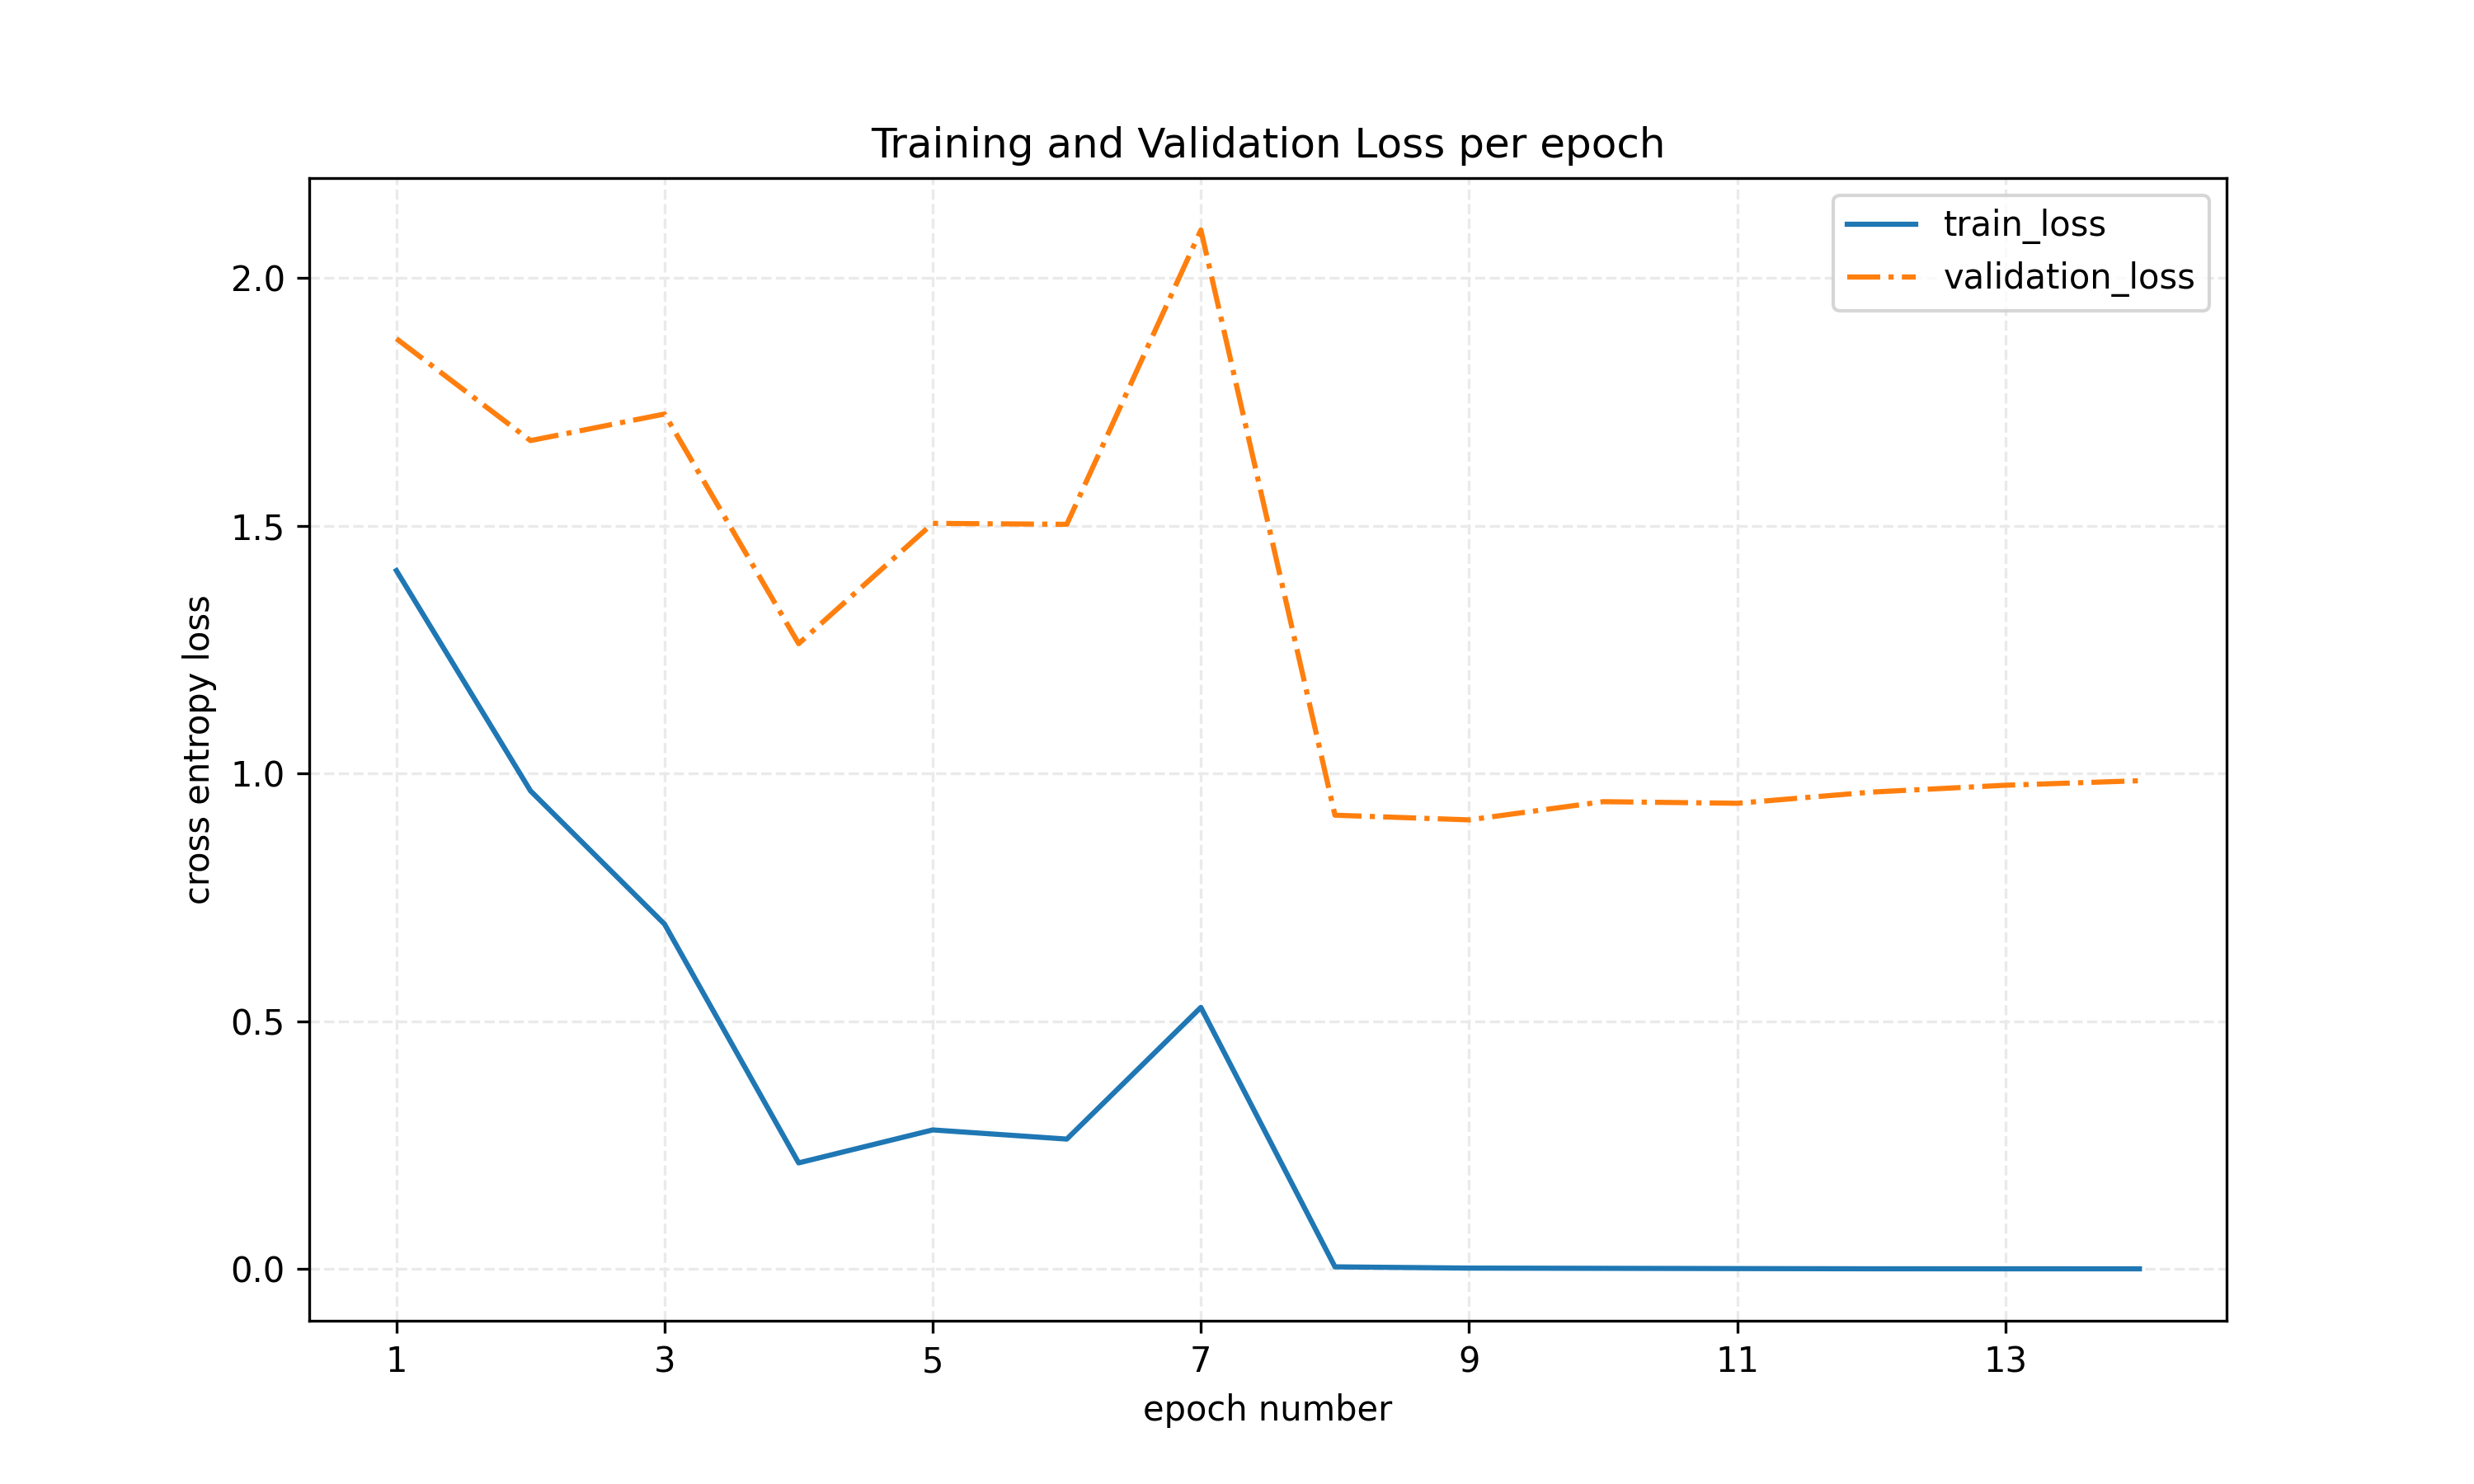 Training and Validation Loss per epoch
train_loss
validation_loss
2.0
1.5
1.0
0.5
0.0
cross entropy loss
1 3 5 7 9 11 13
epoch number